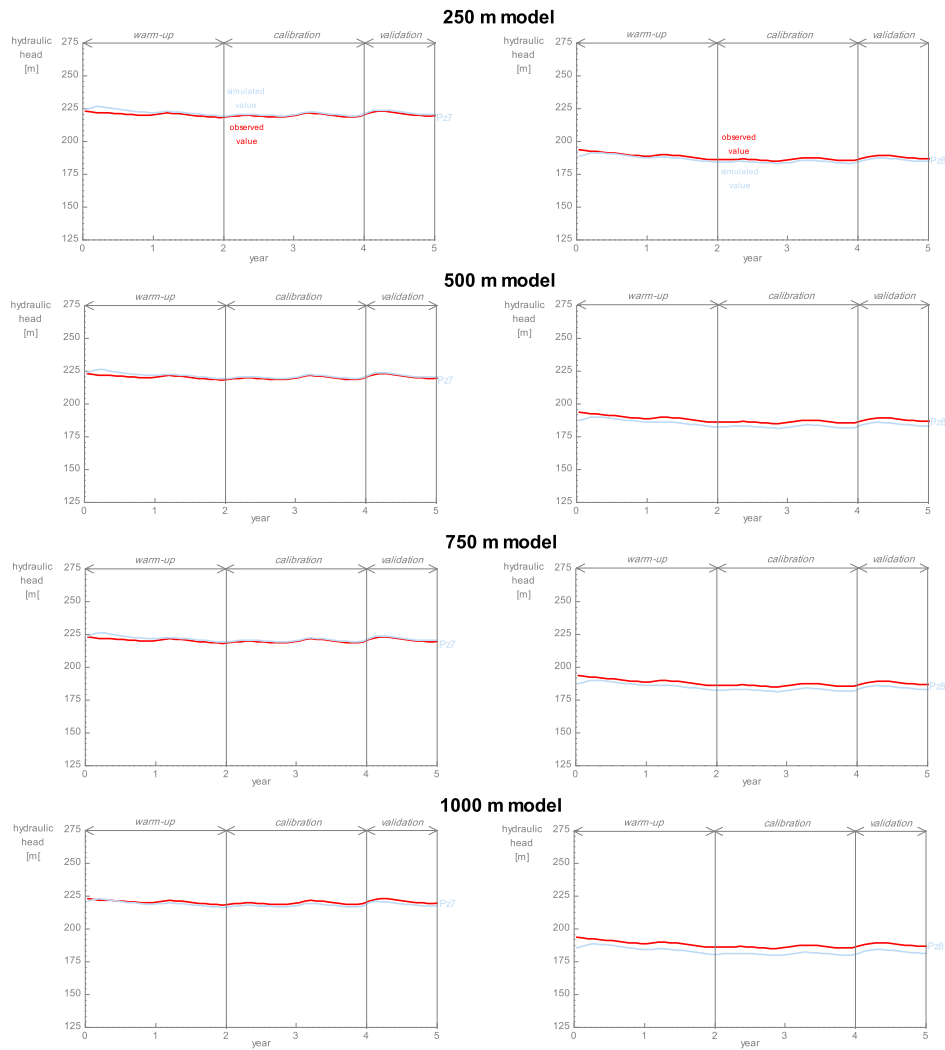 250 m model
hydraulic
head
[m]
275
250
225
200
175
150
125
warm-up
calibration
validation
simulated
value
observed
value
Pz7
0 1 2 3 4 5
year
hydraulic
head
[m]
275
250
225
200
175
150
125
warm-up
calibration
validation
observed
value
simulated
value
Pz8
0 1 2 3 4 5
year
500 m model
hydraulic
head
[m]
275
250
225
200
175
150
125
warm-up
calibration
validation
Pz7
0 1 2 3 4 5
year
hydraulic
head
[m]
275
250
225
200
175
150
125
warm-up
calibration
validation
Pz8
0 1 2 3 4 5
year
750 m model
hydraulic
head
[m[
275
250
225
200
175
150
125
warm-up
calibration
validation
Pz7
0 1 2 3 4 5
year
hydraulic
head
[m]
275
250
225
200
175
150
125
warm-up
calibration
validation
Pz8
0 1 2 3 4 5
year
1000 m model
hydraulic
head
[m[
275
250
225
200
175
150
125
warm-up
calibration
validation
Pz7
0 1 2 3 4 5
year
hydraulic
head
[m]
275
250
225
200
175
150
125
warm-up
calibration
validation
Pz8
0 1 2 3 4 5
year